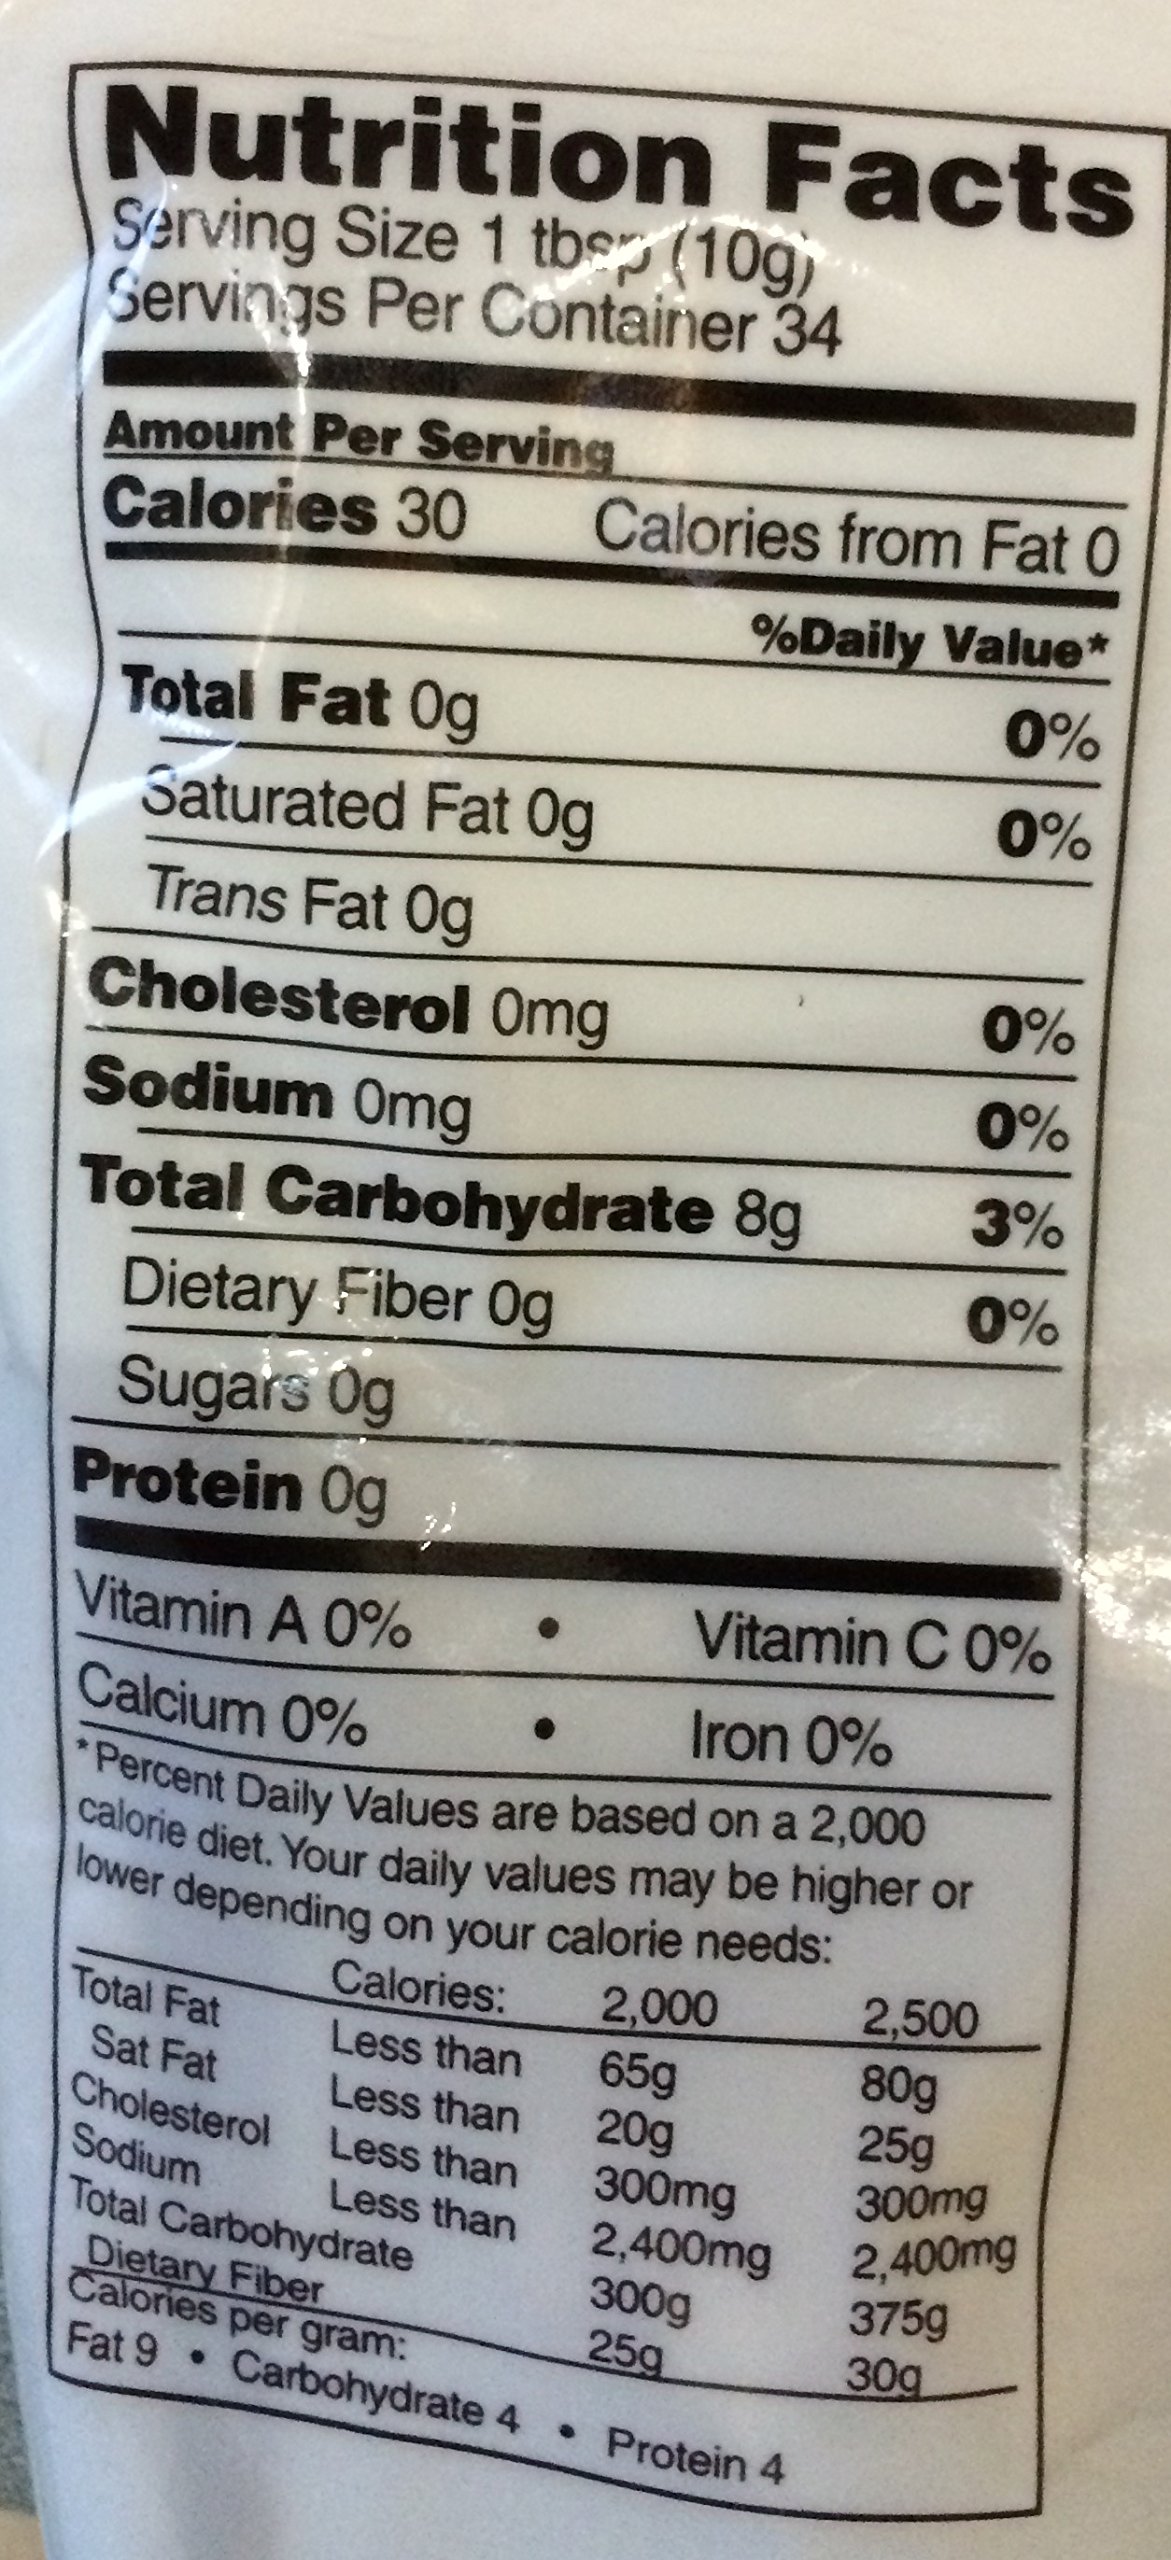 Nutrition Facts
Serving Size 1 tbsp (10g)
Servings Per Container 34
Amount Per Serving
Calories 30 Calories from Fat 0
%Daily Value*
Total Fat 0g 0%
Saturated Fat 0g 0%
Trans Fat 0g
Cholesterol 0mg 0%
Sodium 0mg 0%
Total Carbohydrate 8g 3%
Dietary Fiber 0g 0%
Sugars 0g
Protein 0g
Vitamin A 0% • Vitamin C 0%
Calcium 0% • Iron 0%
*Percent Daily Values are based on a 2,000
calorie diet. Your daily values may be higher or
lower depending on your calorie needs:
Calories: 2,000 2,500
Total Fat Less than 65g 80g
Sat Fat Less than 20g 25g
Cholesterol Less than 300mg 300mg
Sodium Less than 2,400mg 2,400mg
Total Carbohydrate 300g 375g
Dietary Fiber 25g 30g
Calories per gram:
Fat 9 • Carbohydrate 4 • Protein 4